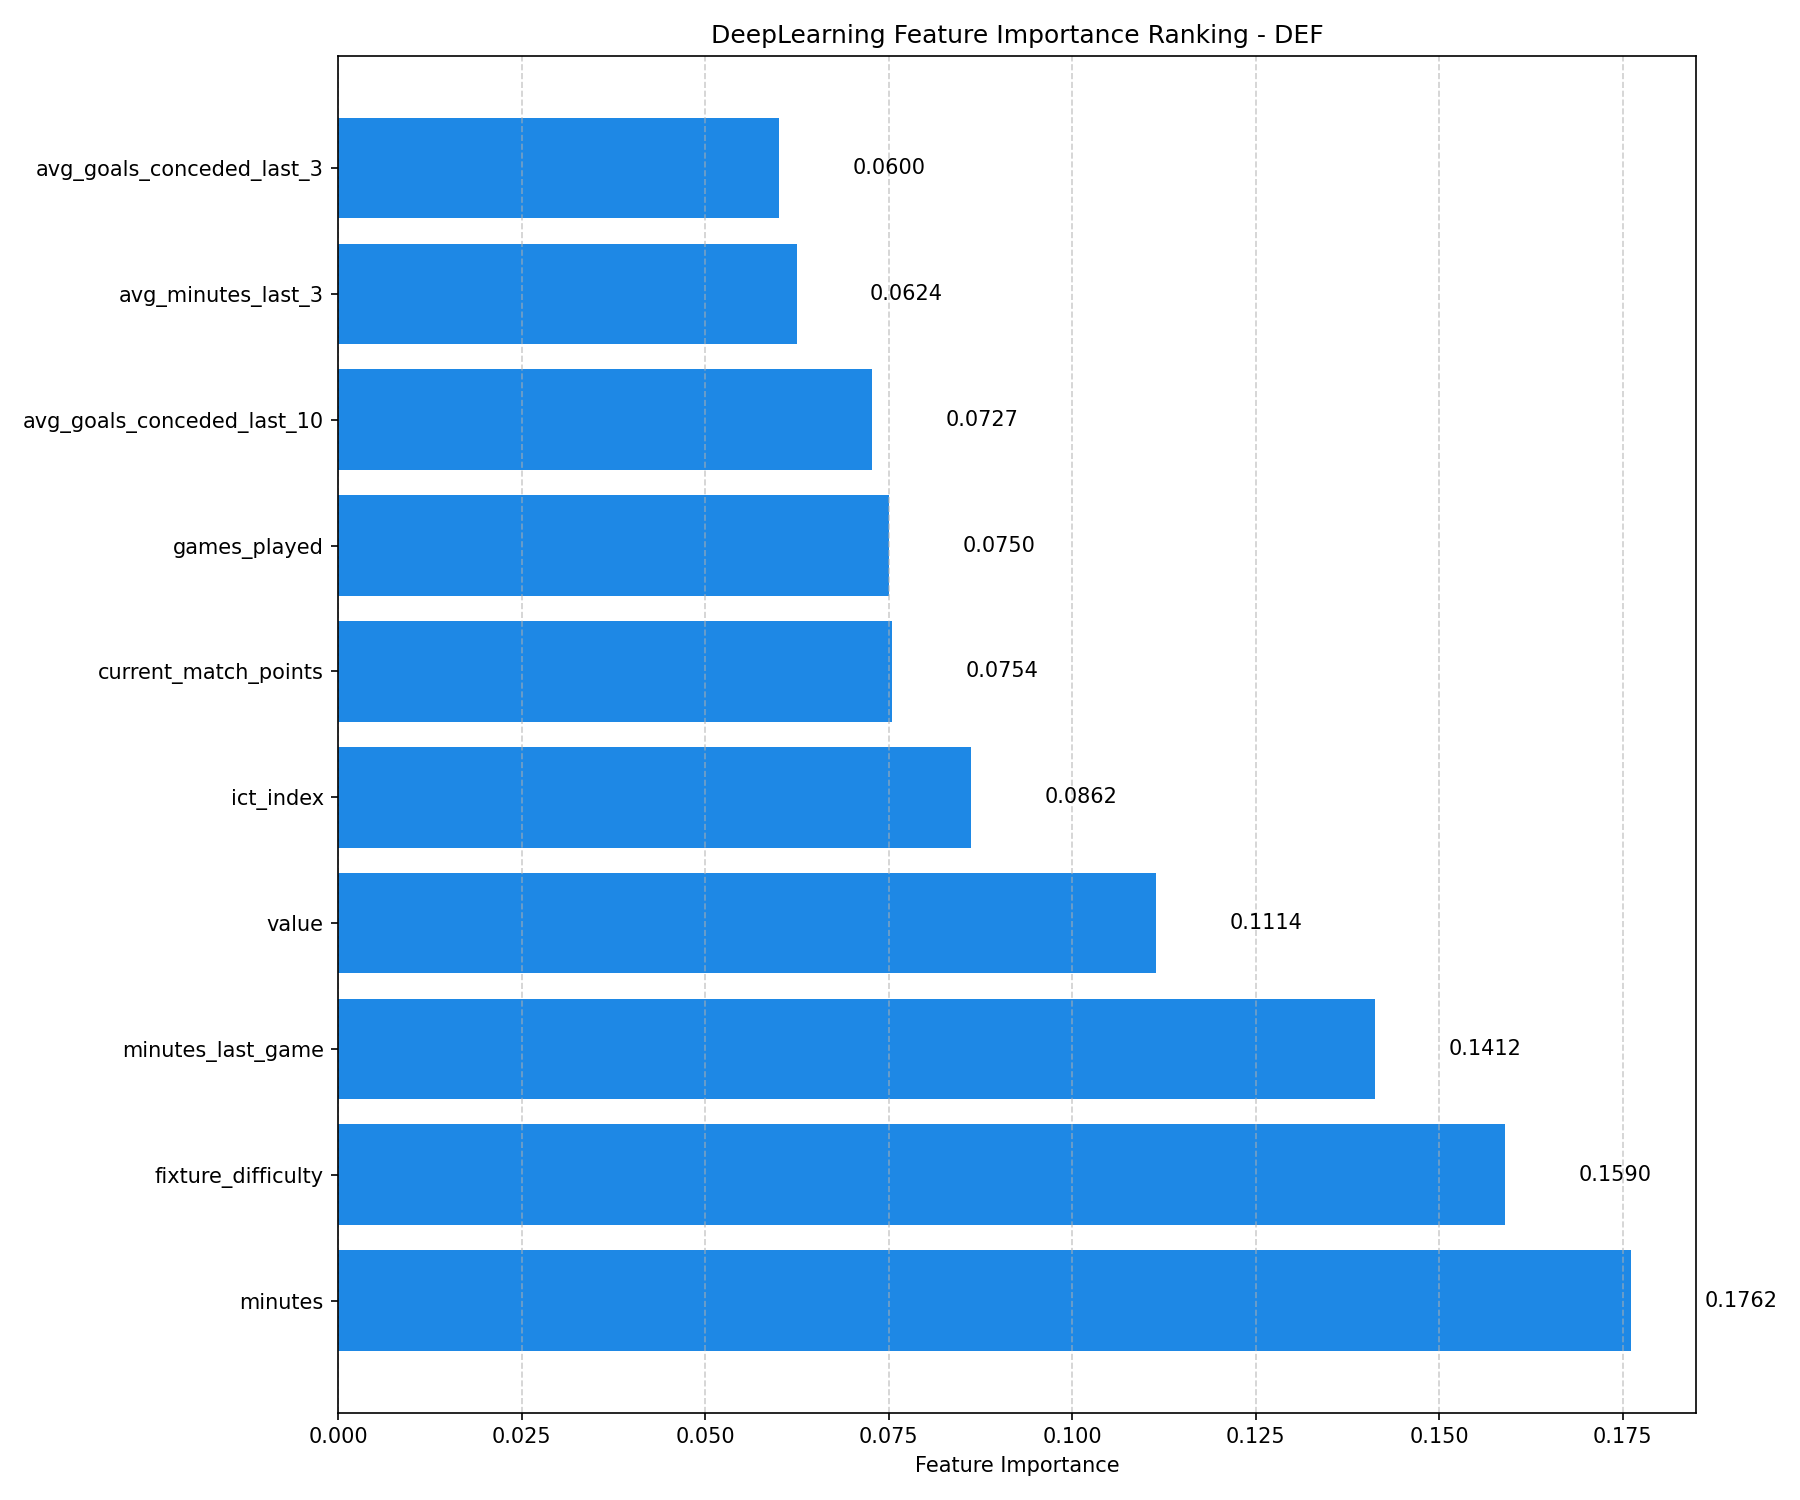 DeepLearning Feature Importance Ranking - DEF
avg_goals_conceded_last_3 0.0600
avg_minutes_last_3 0.0624
avg_goals_conceded_last_10 0.0727
games_played 0.0750
current_match_points 0.0754
ict_index 0.0862
value 0.1114
minutes_last_game 0.1412
fixture_difficulty 0.1590
minutes 0.1762
0.000 0.025 0.050 0.075 0.100 0.125 0.150 0.175
Feature Importance